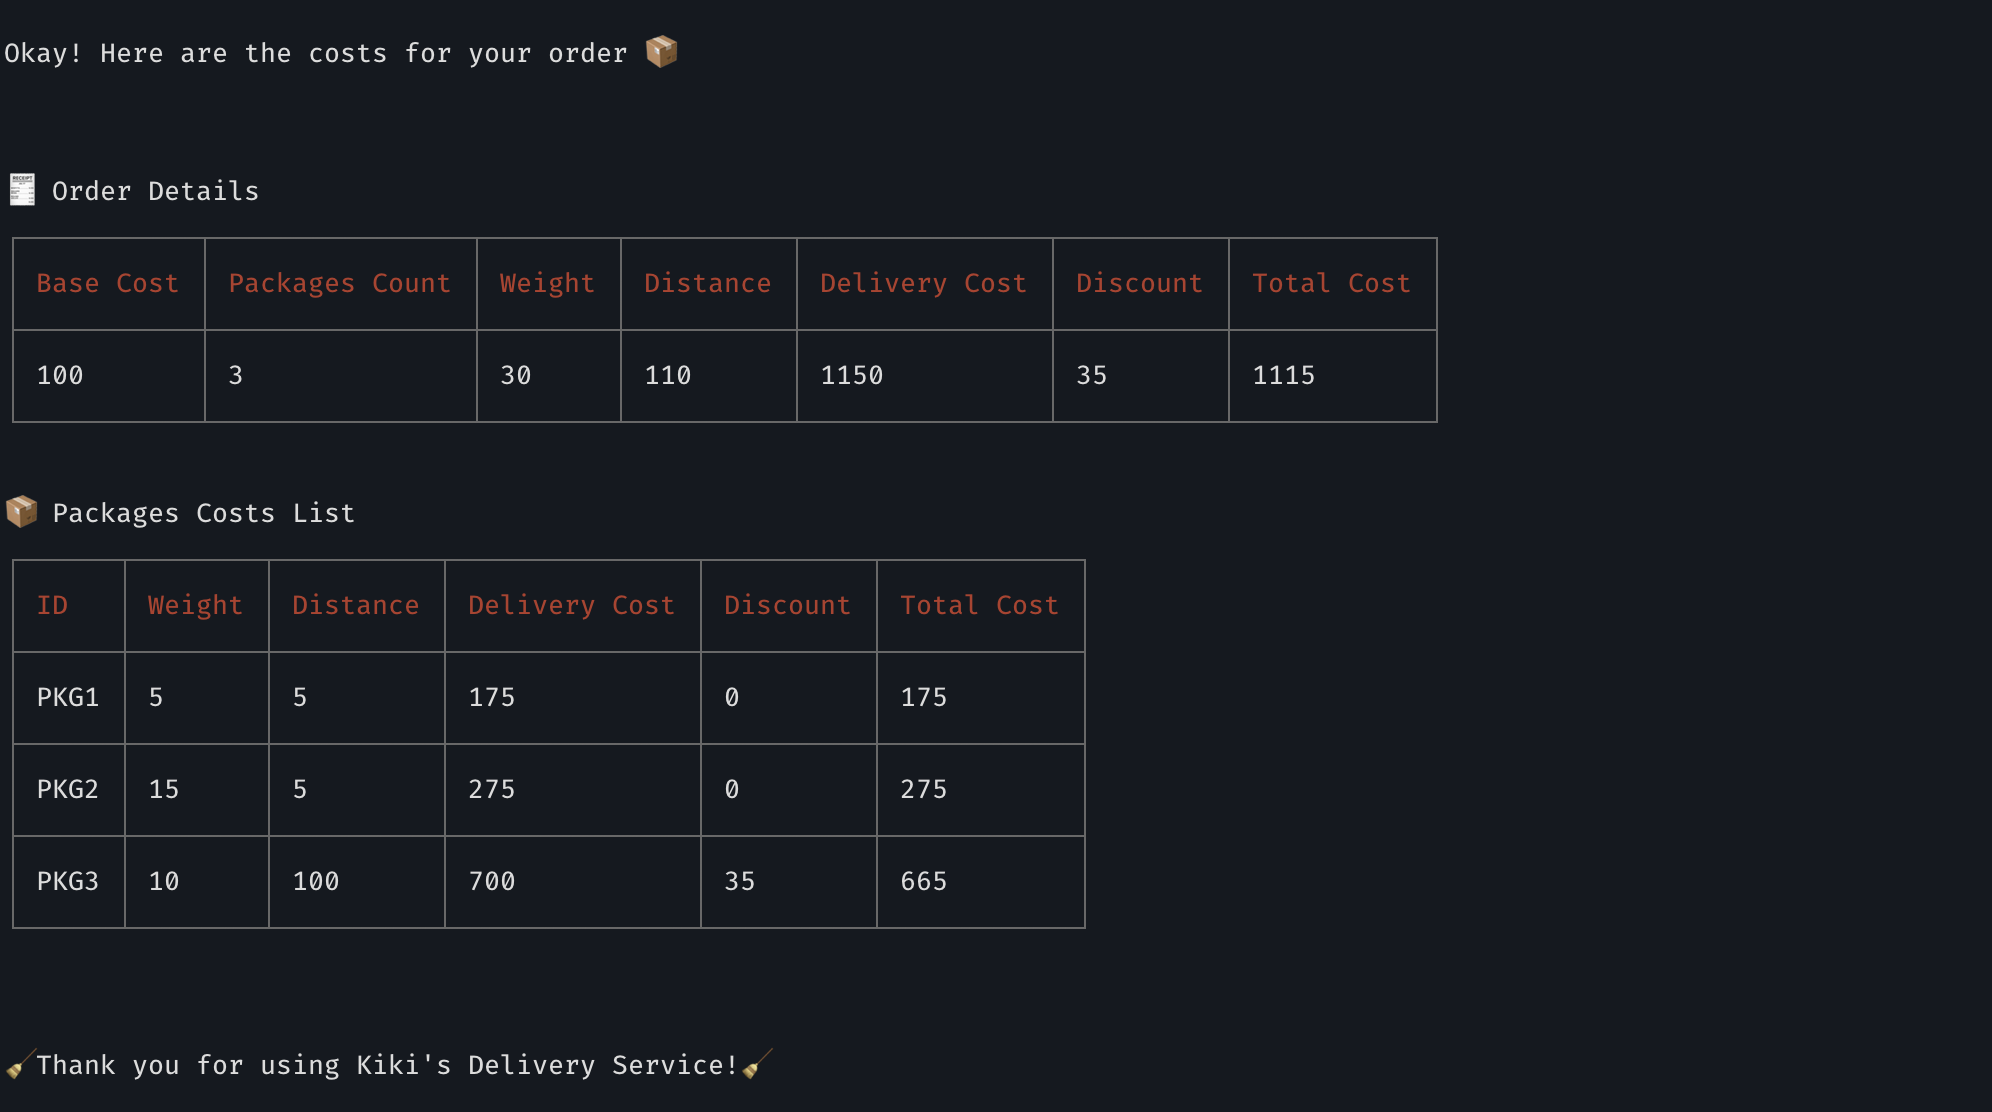 Okay! Here are the costs for your order 📦
🧾 Order Details
Base Cost Packages Count Weight Distance Delivery Cost Discount Total Cost
100 3 30 110 1150 35 1115
📦 Packages Costs List
ID Weight Distance Delivery Cost Discount Total Cost
PKG1 5 5 175 0 175
PKG2 15 5 275 0 275
PKG3 10 100 700 35 665
🧹Thank you for using Kiki's Delivery Service!🧹